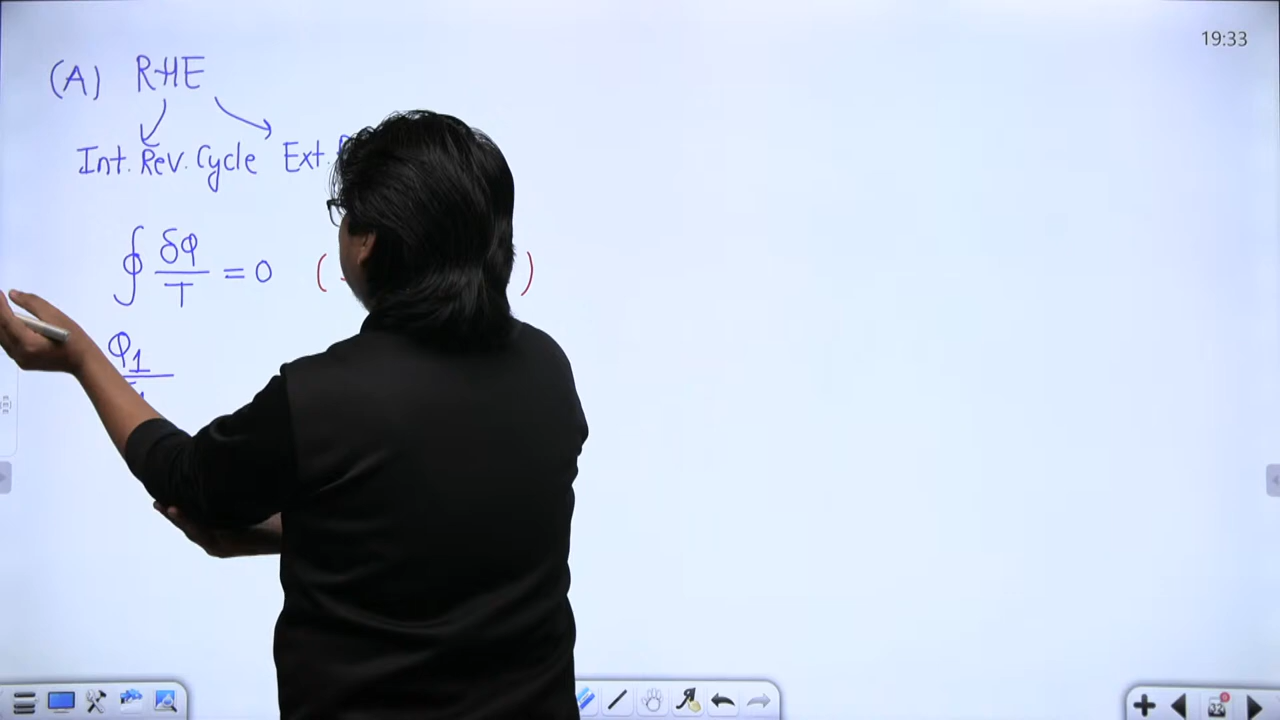 19:33
(A) RHE
Int. Rev. Cycle Ext.
∮ δQ/T = 0 ( )
Q1